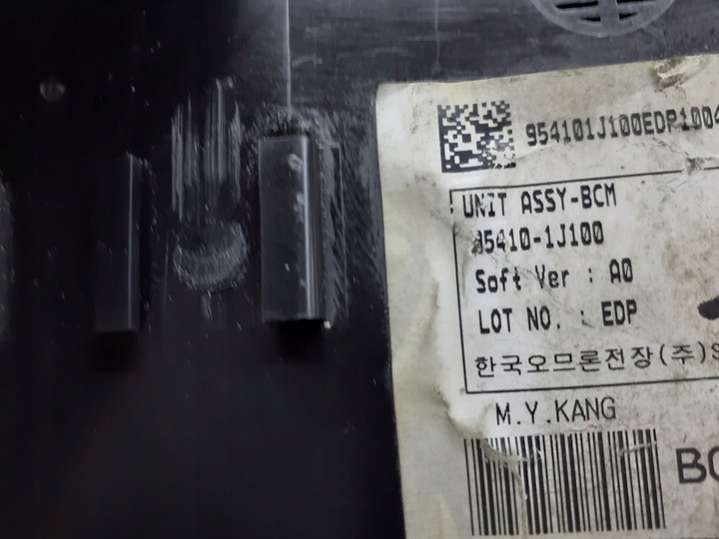 954101J100EDP1004
UNIT ASSY-BCM
95410-1J100
Soft Ver : A0
LOT NO. : EDP
한국오므론전장(주)S
M.Y.KANG
BC